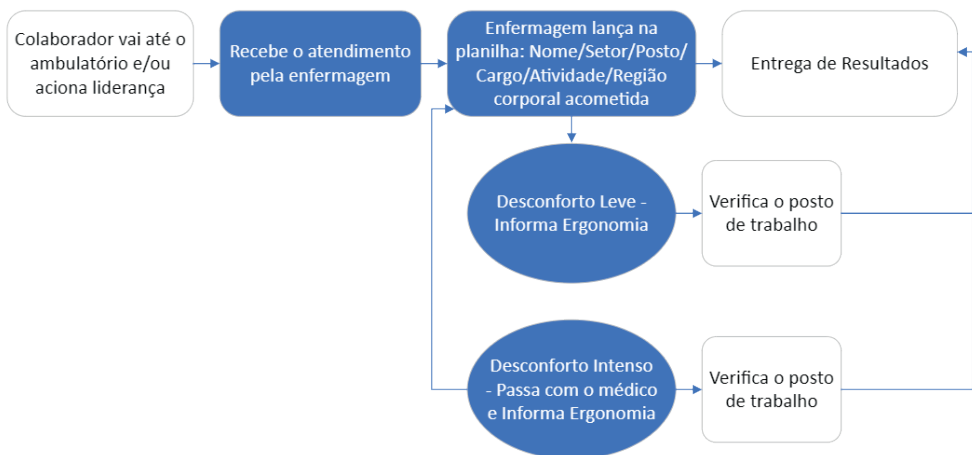 Colaborador vai até o
ambulatório e/ou
aciona liderança
Recebe o atendimento
pela enfermagem
Enfermagem lança na
planilha: Nome/Setor/Posto/
Cargo/Atividade/Região
corporal acometida
Entrega de Resultados
Desconforto Leve -
Informa Ergonomia
Verifica o posto
de trabalho
Desconforto Intenso
- Passa com o médico
e Informa Ergonomia
Verifica o posto
de trabalho